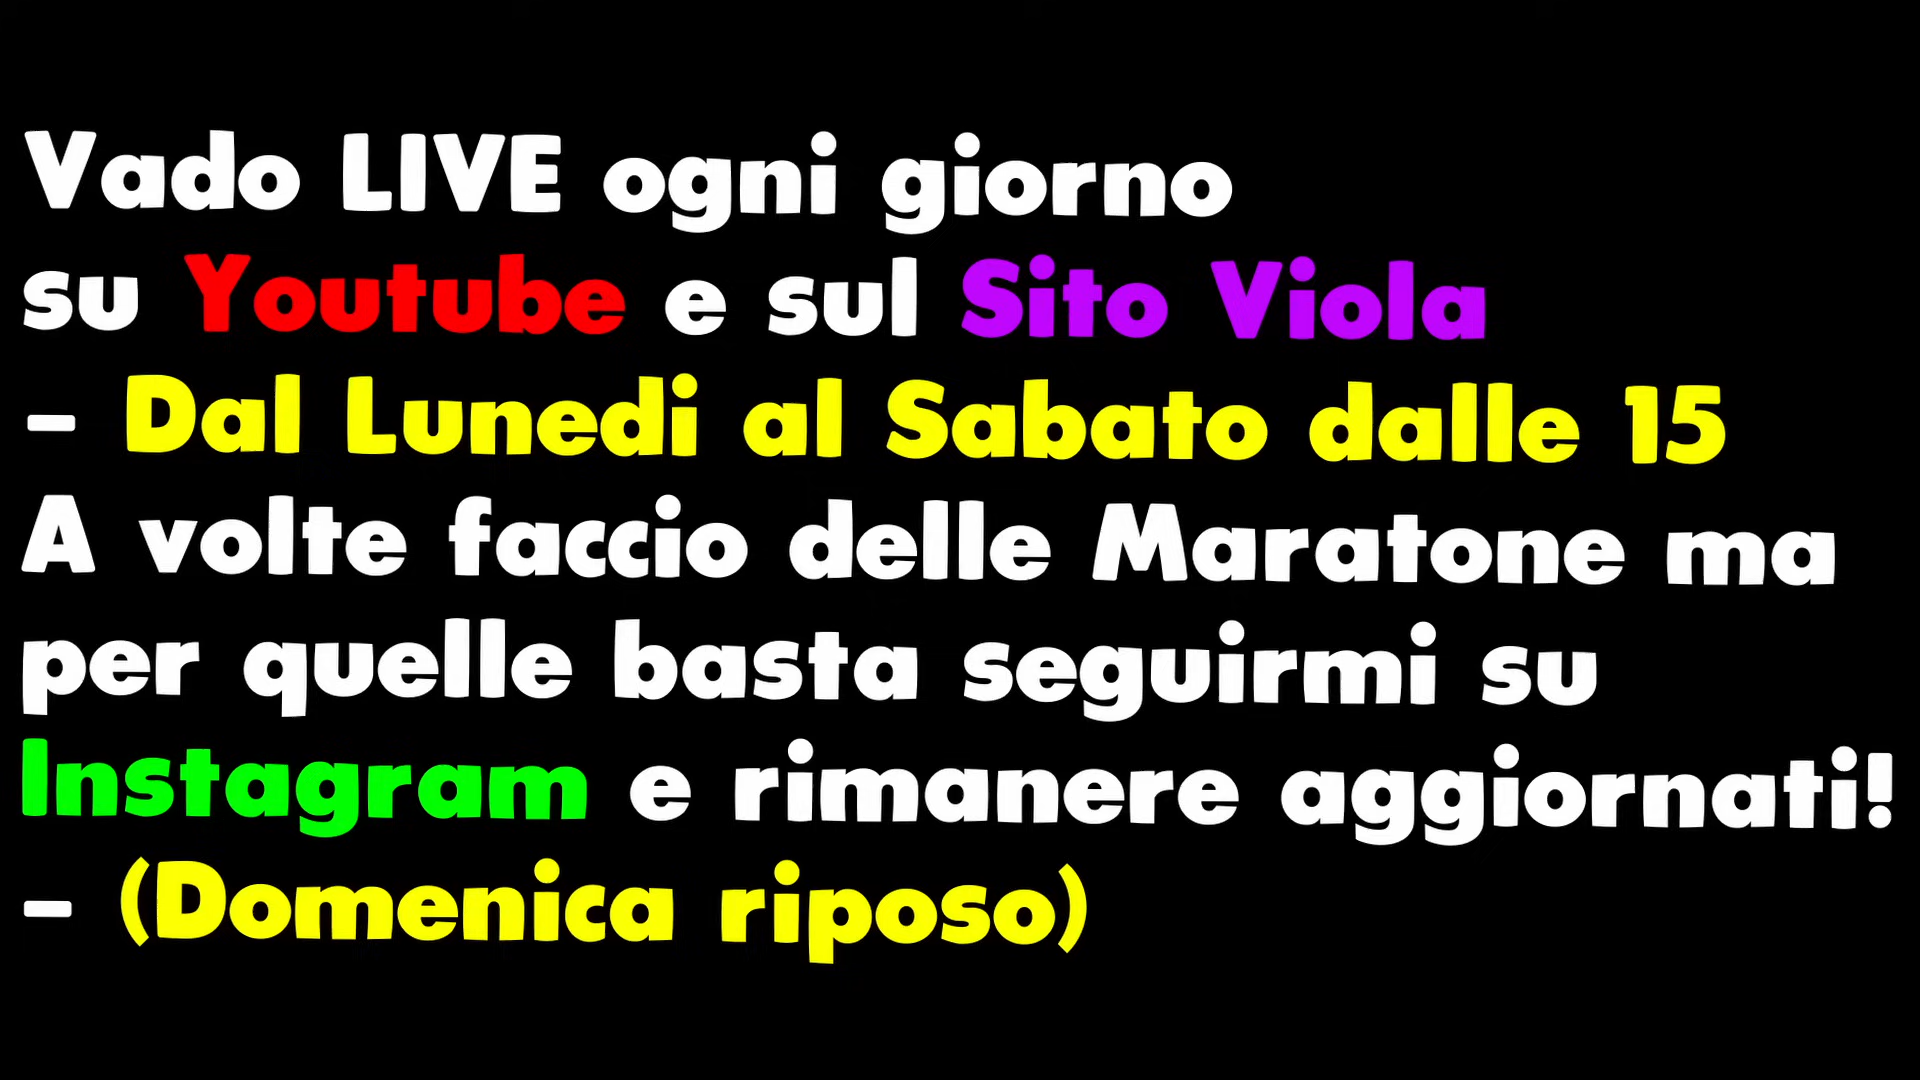 Vado LIVE ogni giorno
su Youtube e sul Sito Viola
- Dal Lunedi al Sabato dalle 15
A volte faccio delle Maratone ma
per quelle basta seguirmi su
Instagram e rimanere aggiornati!
- (Domenica riposo)